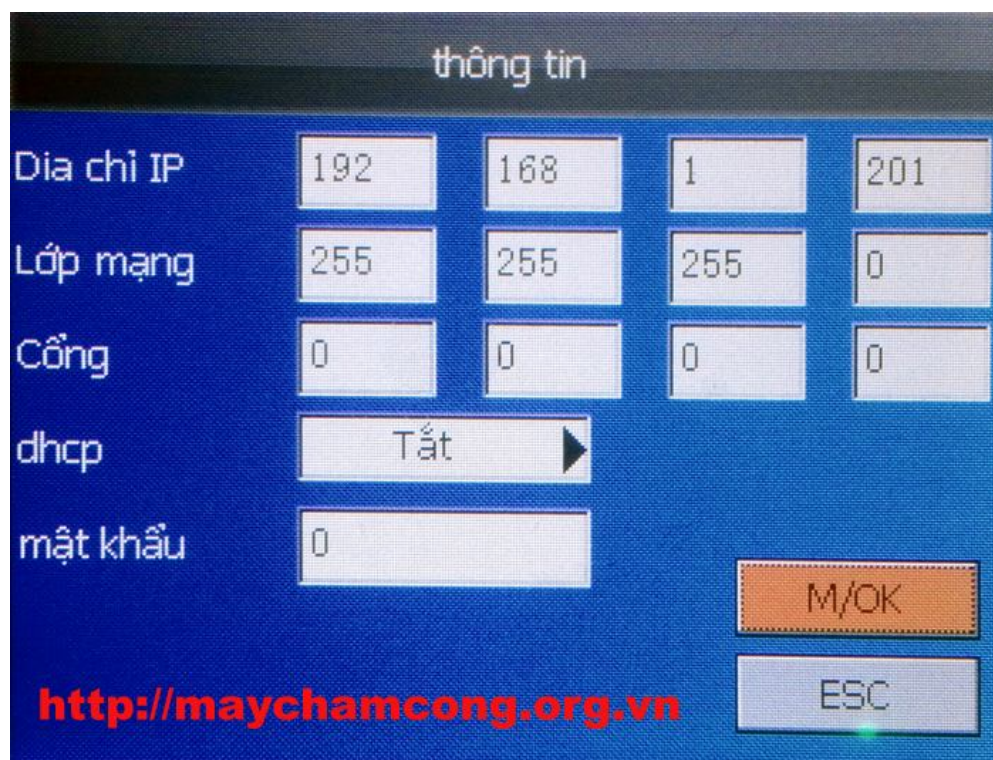 thông tin
Dia chỉ IP 192 168 1 201
Lớp mạng 255 255 255 0
Cổng 0 0 0 0
dhcp Tắt
mật khẩu 0
M/OK
ESC
http://maychamcong.org.vn